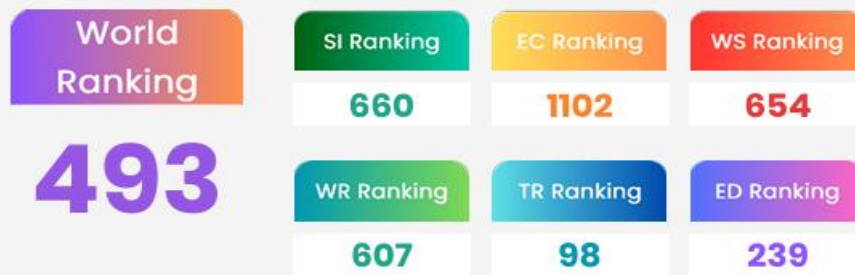 World
Ranking
493
SI Ranking
660
EC Ranking
1102
WS Ranking
654
WR Ranking
607
TR Ranking
98
ED Ranking
239